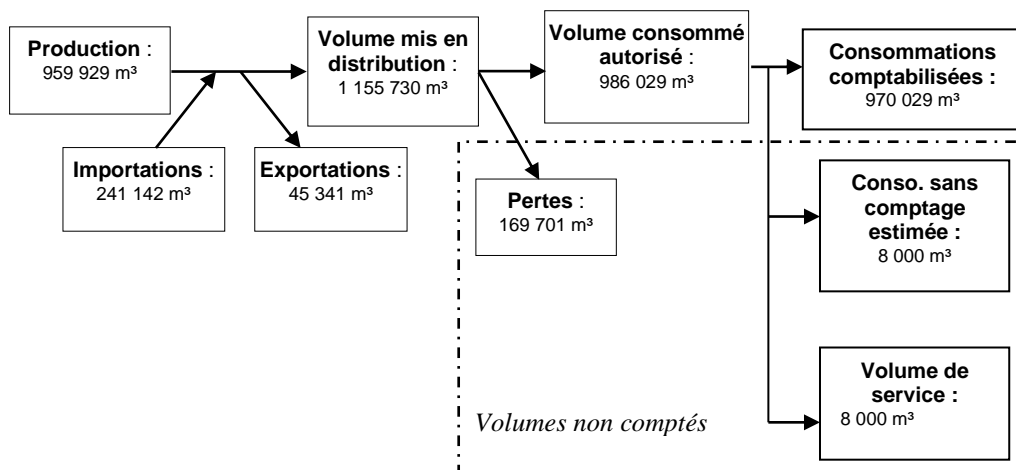 Production :
959 929 m³
Volume mis en
distribution :
1 155 730 m³
Volume consommé
autorisé :
986 029 m³
Consommations
comptabilisées :
970 029 m³
Importations :
241 142 m³
Exportations :
45 341 m³
Pertes :
169 701 m³
Conso. sans
comptage
estimée :
8 000 m³
Volume de
service :
8 000 m³
Volumes non comptés